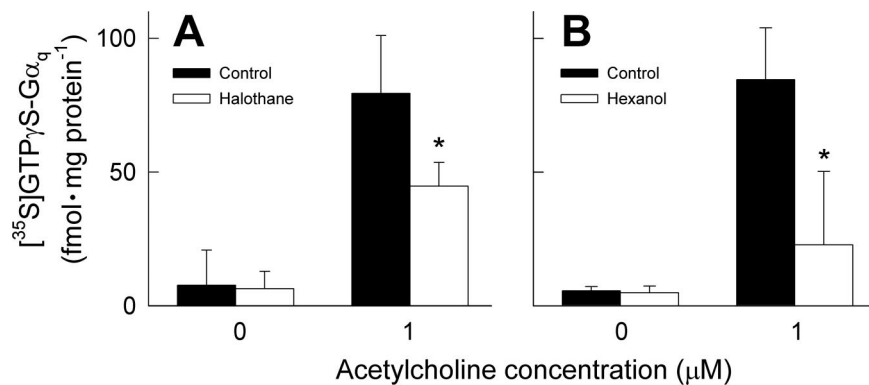 [³⁵S]GTPγS-Gα_q
(fmol·mg protein⁻¹)
100
50
0
A
Control
Halothane
*
0
1
B
Control
Hexanol
*
0
1
Acetylcholine concentration (μM)